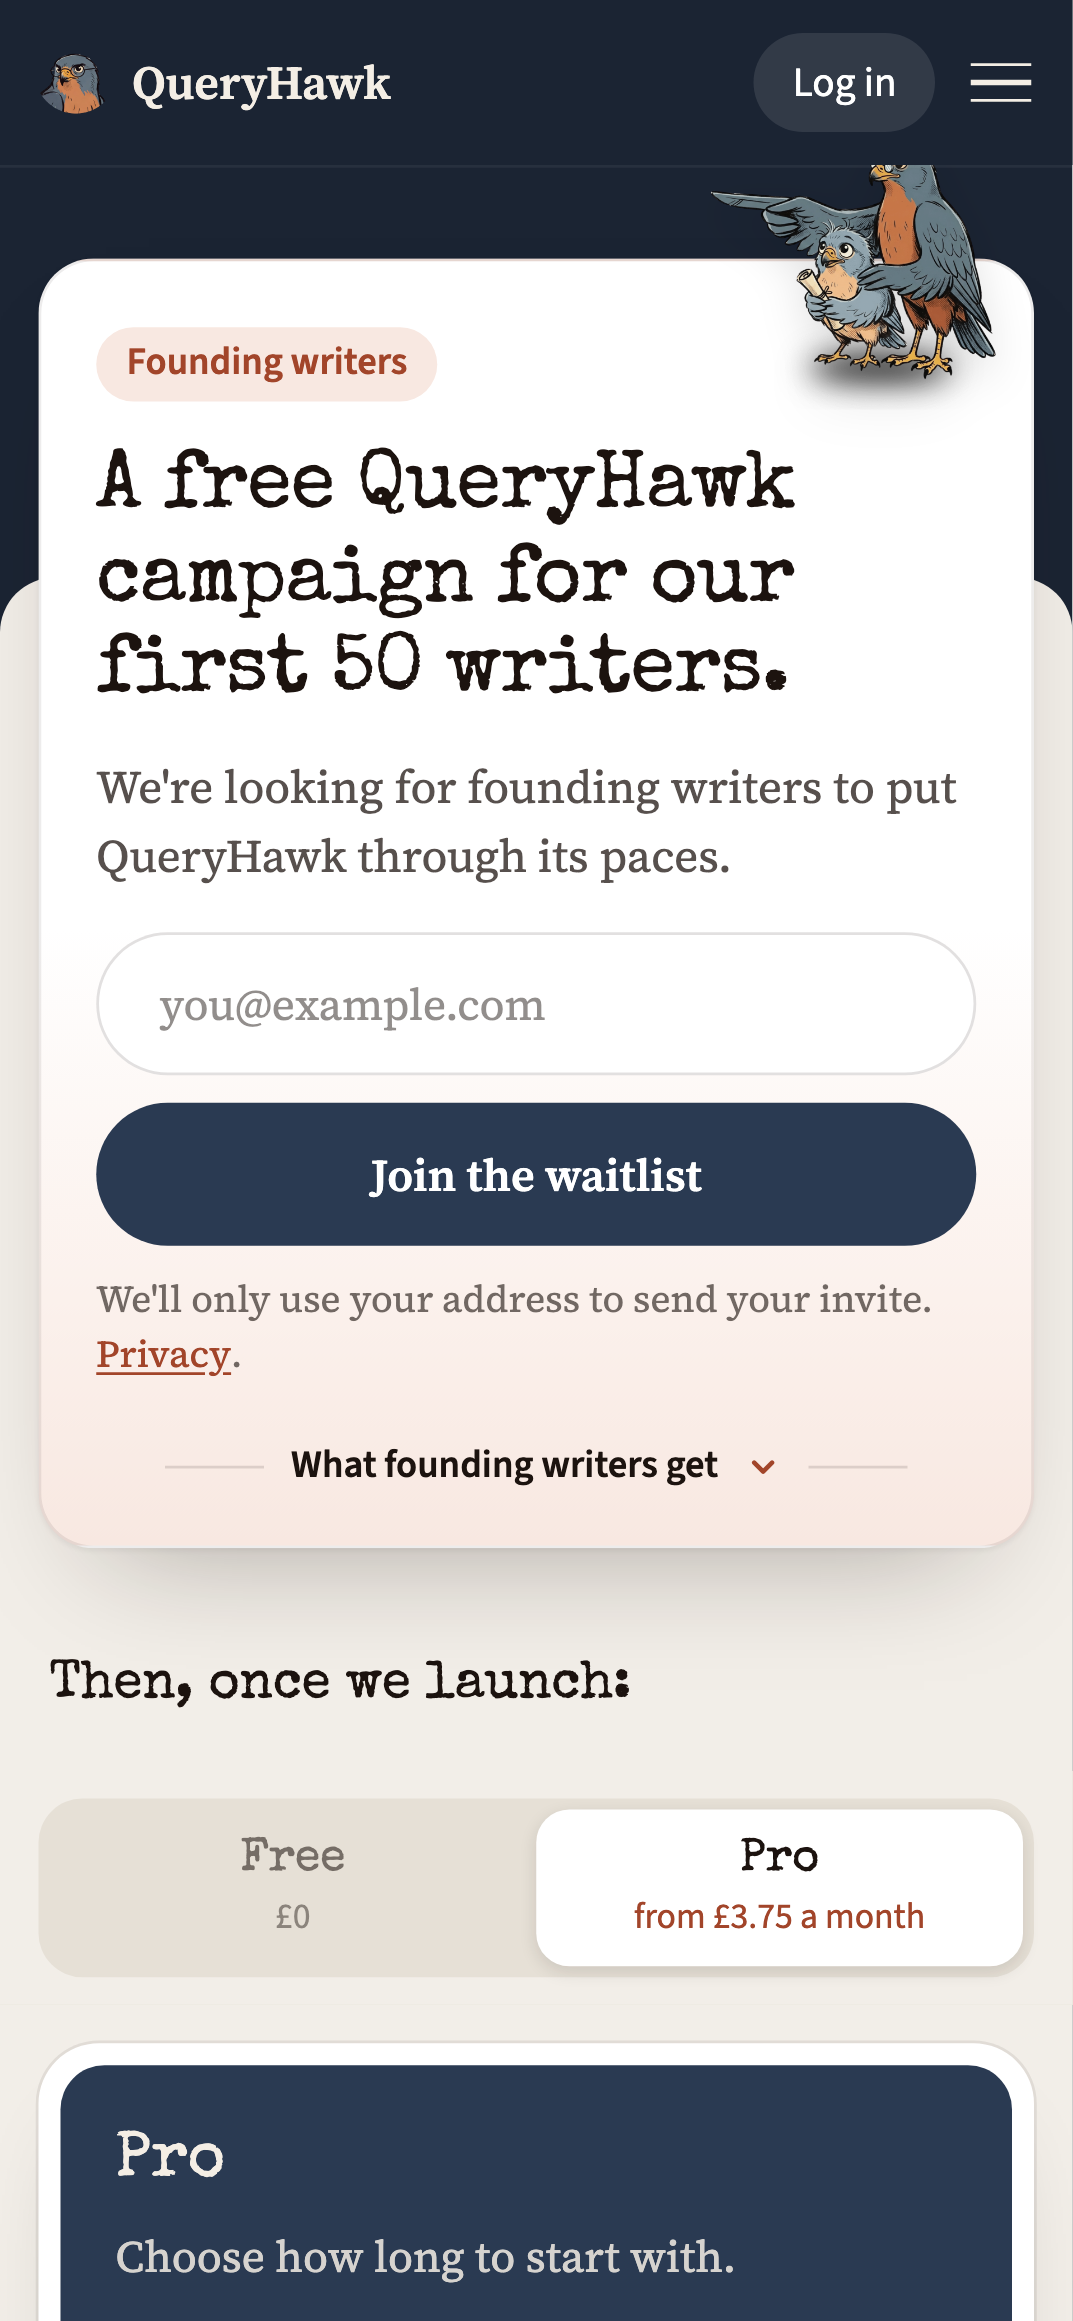 QueryHawk
Log in
Founding writers
A free QueryHawk
campaign for our
first 50 writers.
We're looking for founding writers to put
QueryHawk through its paces.
you@example.com
Join the waitlist
We'll only use your address to send your invite.
Privacy.
What founding writers get
Then, once we launch:
Free
£0
Pro
from £3.75 a month
Pro
Choose how long to start with.